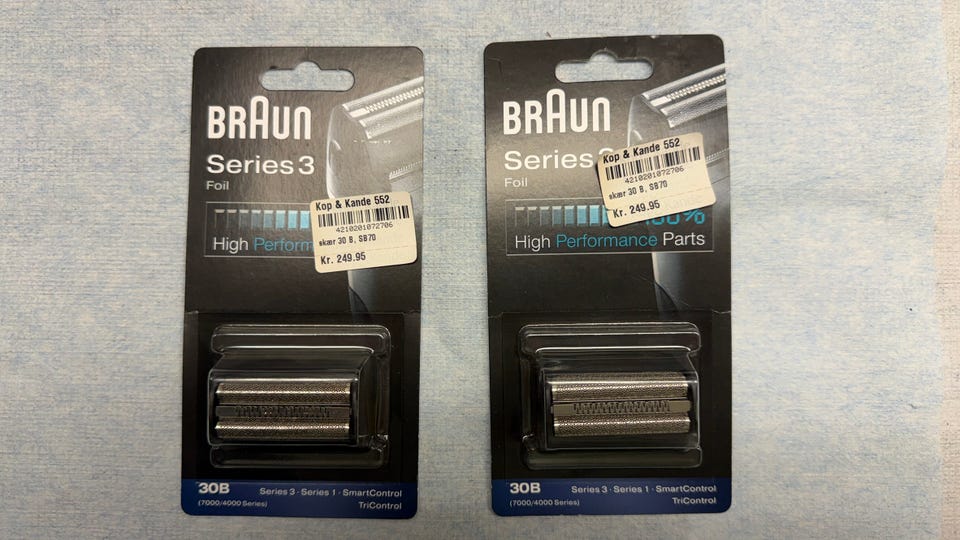 BRAUN
Series 3
Foil
Kop & Kande 552
4210201072706
skær 30 B, SB70
Kr. 249.95
High Perform
30B
(7000/4000 Series)
Series 3 · Series 1 · SmartControl
TriControl
BRAUN
Series
Foil
Kop & Kande 552
4210201072706
skær 30 B, SB70
Kr. 249.95
100%
High Performance Parts
30B
(7000/4000 Series)
Series 3 · Series 1 · SmartControl
TriControl